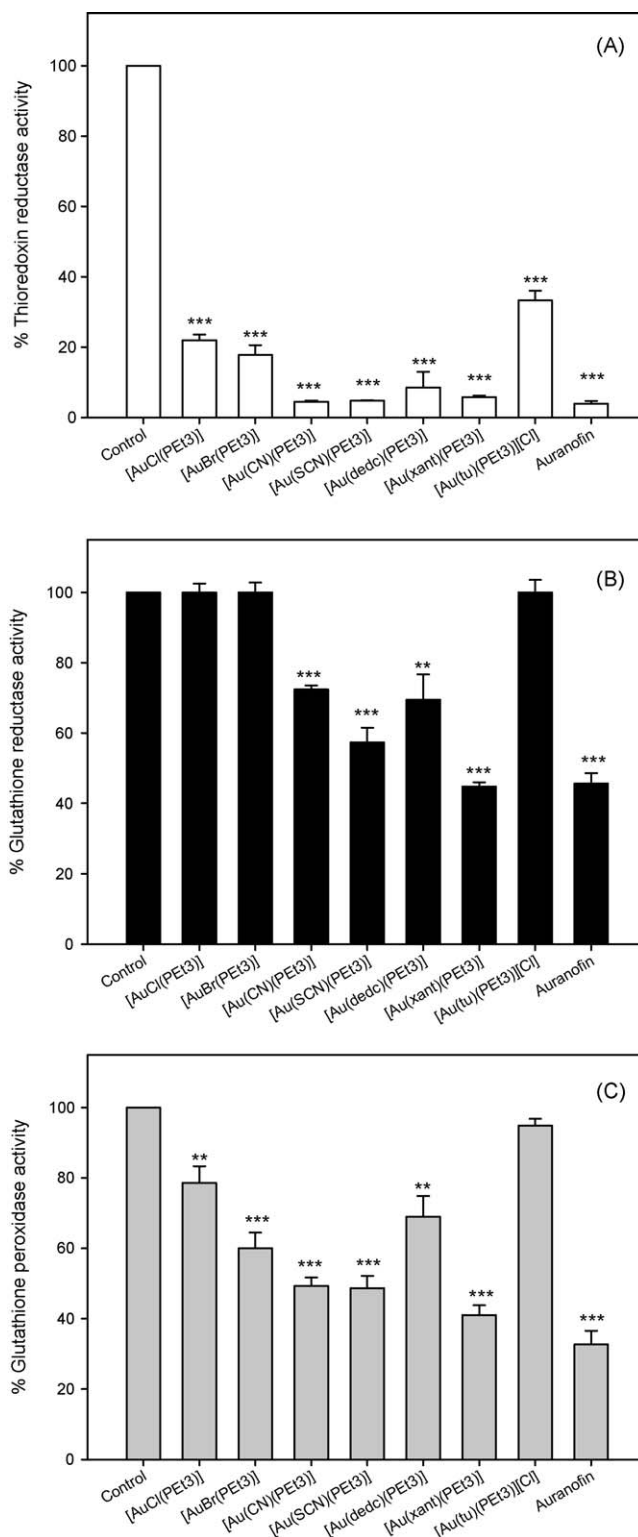 (A)
% Thioredoxin reductase activity
100
80
60
40
20
0
***
***
***
***
***
***
***
***
Control
[AuCl(PEt3)]
[AuBr(PEt3)]
[Au(CN)(PEt3)]
[Au(SCN)(PEt3)]
[Au(dedc)(PEt3)]
[Au(xant)(PEt3)]
[Au(tu)(PEt3)][Cl]
Auranofin
(B)
% Glutathione reductase activity
100
80
60
40
20
0
***
***
**
***
***
Control
[AuCl(PEt3)]
[AuBr(PEt3)]
[Au(CN)(PEt3)]
[Au(SCN)(PEt3)]
[Au(dedc)(PEt3)]
[Au(xant)(PEt3)]
[Au(tu)(PEt3)][Cl]
Auranofin
(C)
% Glutathione peroxidase activity
100
80
60
40
20
0
**
***
***
***
**
***
***
Control
[AuCl(PEt3)]
[AuBr(PEt3)]
[Au(CN)(PEt3)]
[Au(SCN)(PEt3)]
[Au(dedc)(PEt3)]
[Au(xant)(PEt3)]
[Au(tu)(PEt3)][Cl]
Auranofin